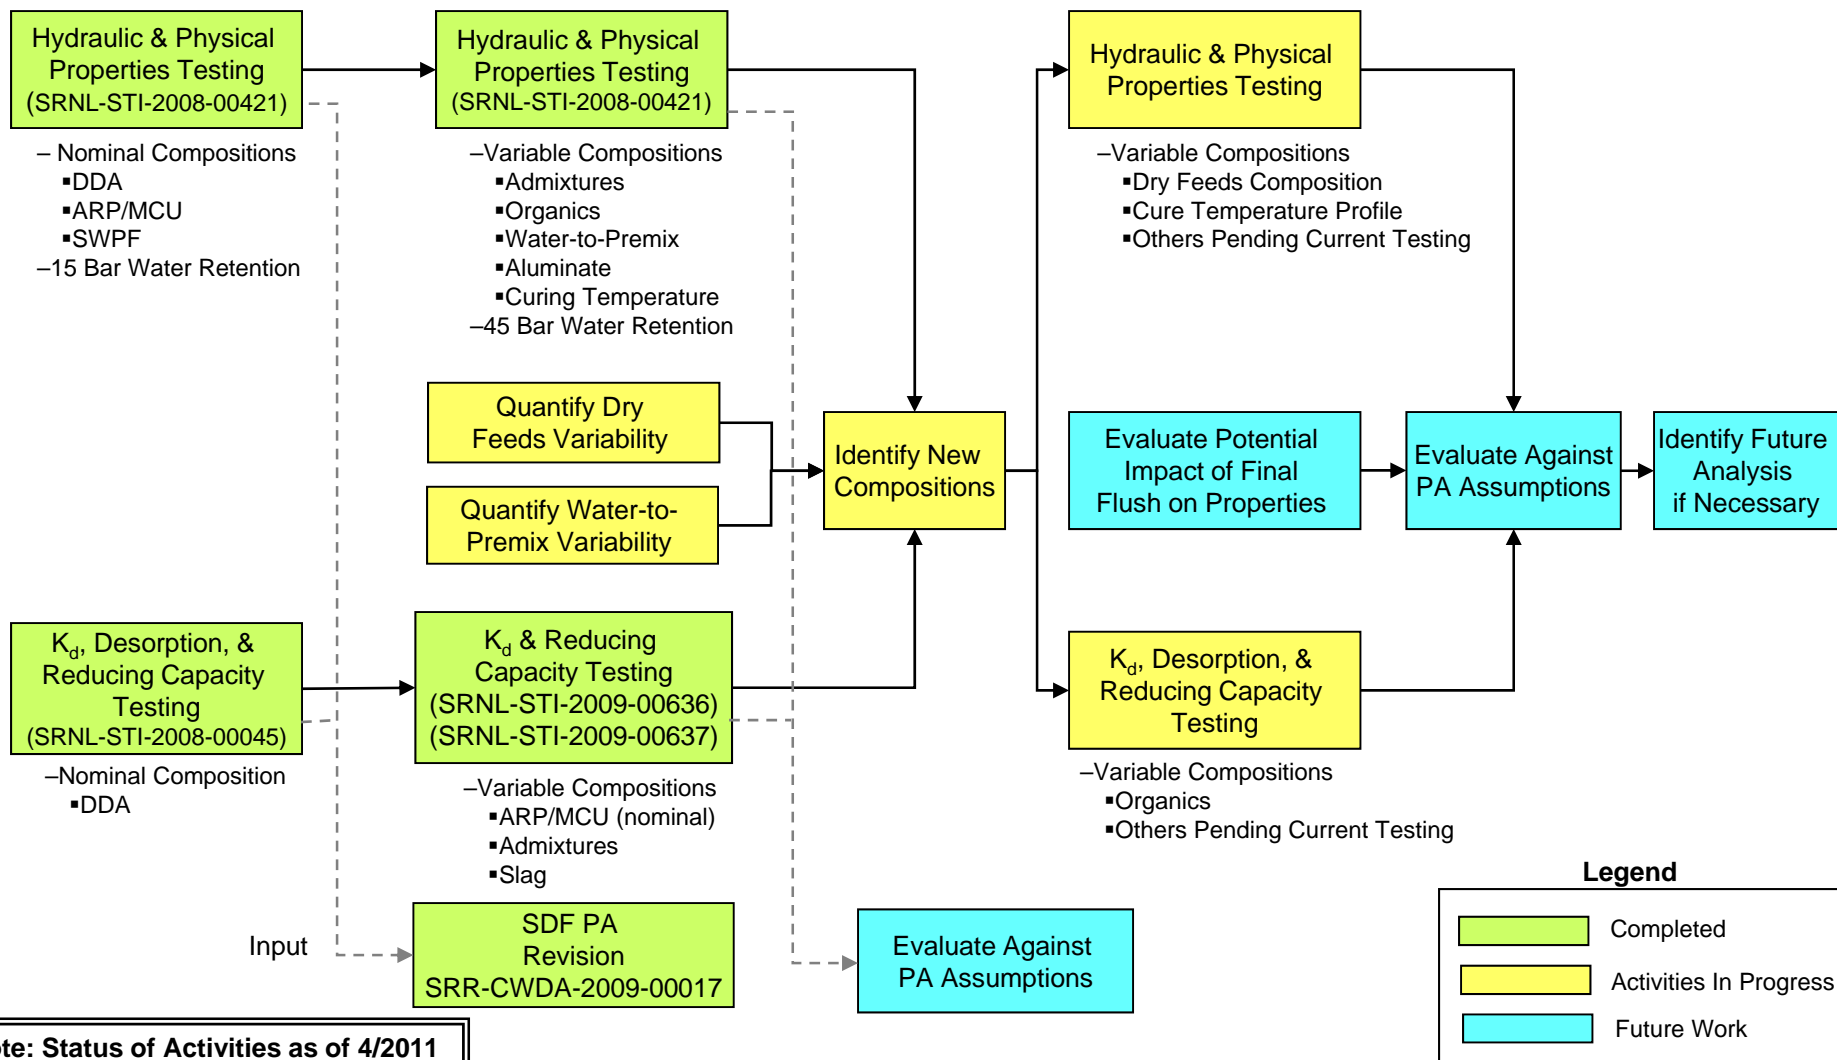 Hydraulic & Physical
Properties Testing
(SRNL-STI-2008-00421)
– Nominal Compositions
▪DDA
▪ARP/MCU
▪SWPF
–15 Bar Water Retention
Hydraulic & Physical
Properties Testing
(SRNL-STI-2008-00421)
–Variable Compositions
▪Admixtures
▪Organics
▪Water-to-Premix
▪Aluminate
▪Curing Temperature
–45 Bar Water Retention
Hydraulic & Physical
Properties Testing
–Variable Compositions
▪Dry Feeds Composition
▪Cure Temperature Profile
▪Others Pending Current Testing
Quantify Dry
Feeds Variability
Quantify Water-to-
Premix Variability
Identify New
Compositions
Evaluate Potential
Impact of Final
Flush on Properties
Evaluate Against
PA Assumptions
Identify Future
Analysis
if Necessary
Kd, Desorption, &
Reducing Capacity
Testing
(SRNL-STI-2008-00045)
–Nominal Composition
▪DDA
Kd & Reducing
Capacity Testing
(SRNL-STI-2009-00636)
(SRNL-STI-2009-00637)
–Variable Compositions
▪ARP/MCU (nominal)
▪Admixtures
▪Slag
Kd, Desorption, &
Reducing Capacity
Testing
–Variable Compositions
▪Organics
▪Others Pending Current Testing
Input
SDF PA
Revision
SRR-CWDA-2009-00017
Evaluate Against
PA Assumptions
Legend
Completed
Activities In Progress
Future Work
te: Status of Activities as of 4/2011